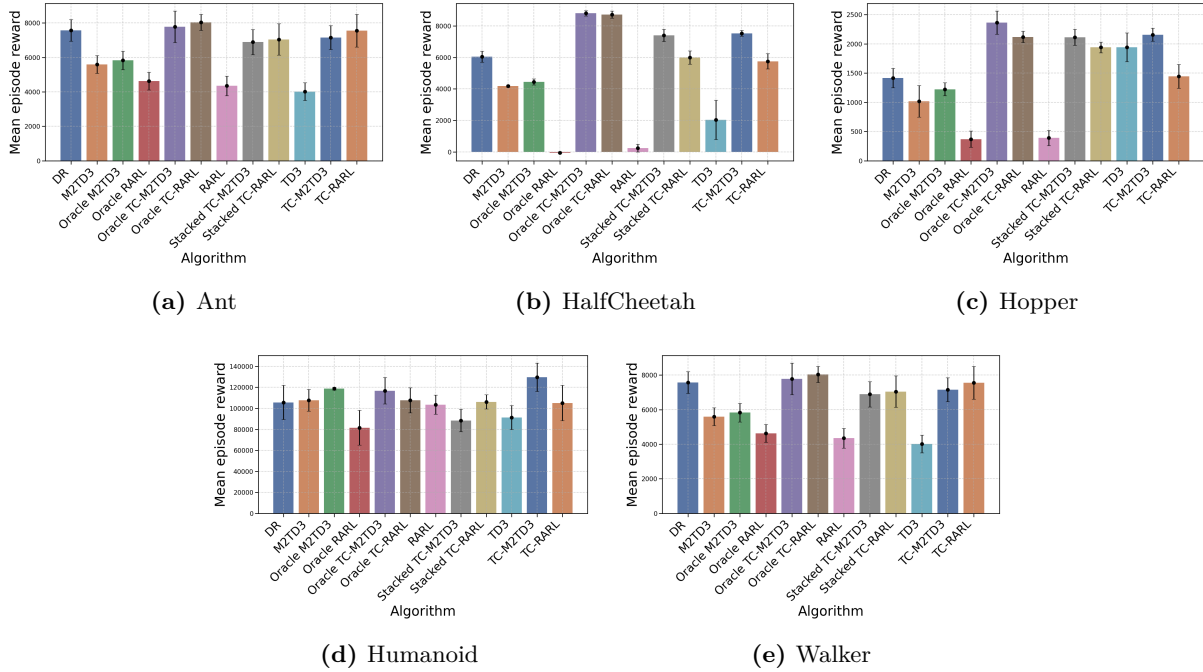 Mean episode reward
8000
6000
4000
2000
0
DR
M2TD3
Oracle M2TD3
Oracle RARL
Oracle TC-M2TD3
Oracle TC-RARL
RARL
Stacked TC-M2TD3
Stacked TC-RARL
TD3
TC-M2TD3
TC-RARL
Algorithm
(a) Ant
Mean episode reward
8000
6000
4000
2000
0
DR
M2TD3
Oracle M2TD3
Oracle RARL
Oracle TC-M2TD3
Oracle TC-RARL
RARL
Stacked TC-M2TD3
Stacked TC-RARL
TD3
TC-M2TD3
TC-RARL
Algorithm
(b) HalfCheetah
Mean episode reward
2500
2000
1500
1000
500
0
DR
M2TD3
Oracle M2TD3
Oracle RARL
Oracle TC-M2TD3
Oracle TC-RARL
RARL
Stacked TC-M2TD3
Stacked TC-RARL
TD3
TC-M2TD3
TC-RARL
Algorithm
(c) Hopper
Mean episode reward
140000
120000
100000
80000
60000
40000
20000
0
DR
M2TD3
Oracle M2TD3
Oracle RARL
Oracle TC-M2TD3
Oracle TC-RARL
RARL
Stacked TC-M2TD3
Stacked TC-RARL
TD3
TC-M2TD3
TC-RARL
Algorithm
(d) Humanoid
Mean episode reward
8000
6000
4000
2000
0
DR
M2TD3
Oracle M2TD3
Oracle RARL
Oracle TC-M2TD3
Oracle TC-RARL
RARL
Stacked TC-M2TD3
Stacked TC-RARL
TD3
TC-M2TD3
TC-RARL
Algorithm
(e) Walker